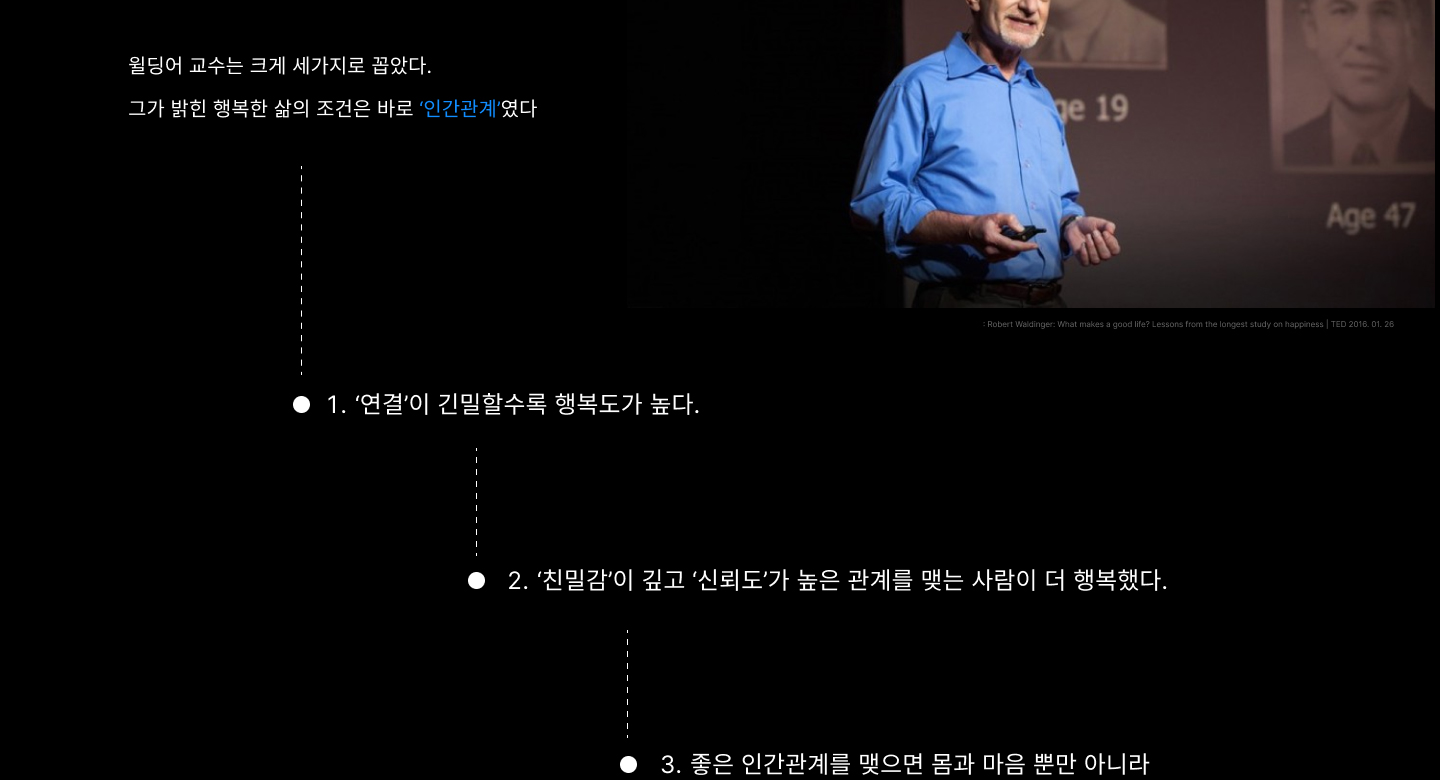 윌딩어 교수는 크게 세가지로 꼽았다.
그가 밝힌 행복한 삶의 조건은 바로 ‘인간관계’였다
ge 19
Age 47
: Robert Waldinger: What makes a good life? Lessons from the longest study on happiness | TED 2016. 01. 26
1. ‘연결’이 긴밀할수록 행복도가 높다.
2. ‘친밀감’이 깊고 ‘신뢰도’가 높은 관계를 맺는 사람이 더 행복했다.
3. 좋은 인간관계를 맺으면 몸과 마음 뿐만 아니라